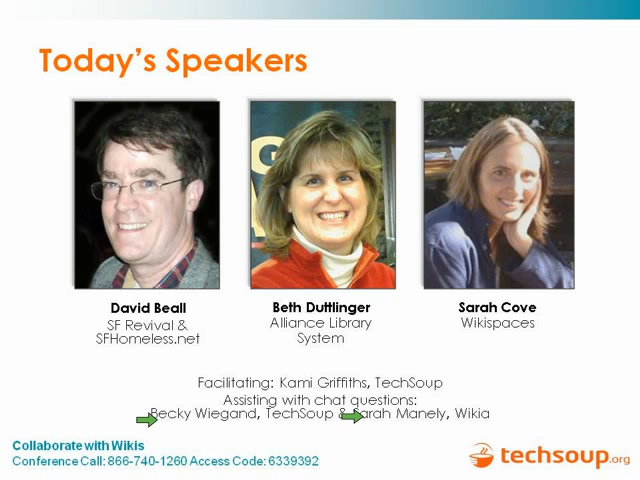 Today's Speakers
David Beall
SF Revival &
SFHomeless.net
Beth Duttlinger
Alliance Library
System
Sarah Cove
Wikispaces
Facilitating: Kami Griffiths, TechSoup
Assisting with chat questions:
Becky Wiegand, TechSoup & Sarah Manely, Wikia
Collaborate with Wikis
Conference Call: 866-740-1260 Access Code: 6339392
techsoup.org